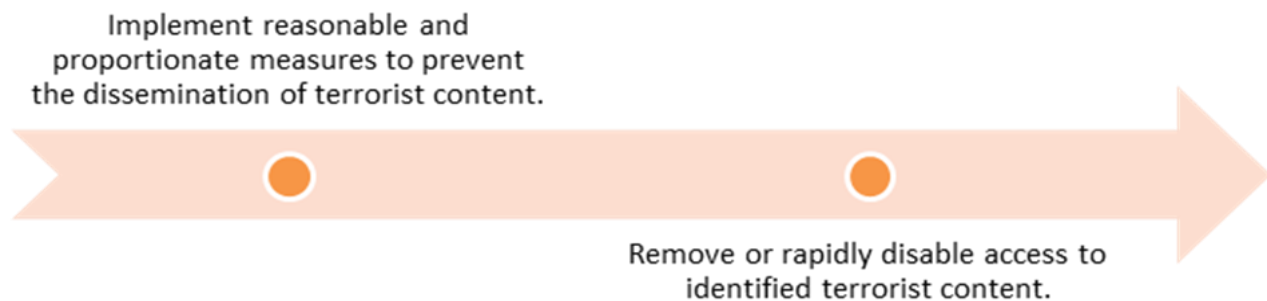 Implement reasonable and
proportionate measures to prevent
the dissemination of terrorist content.
Remove or rapidly disable access to
identified terrorist content.